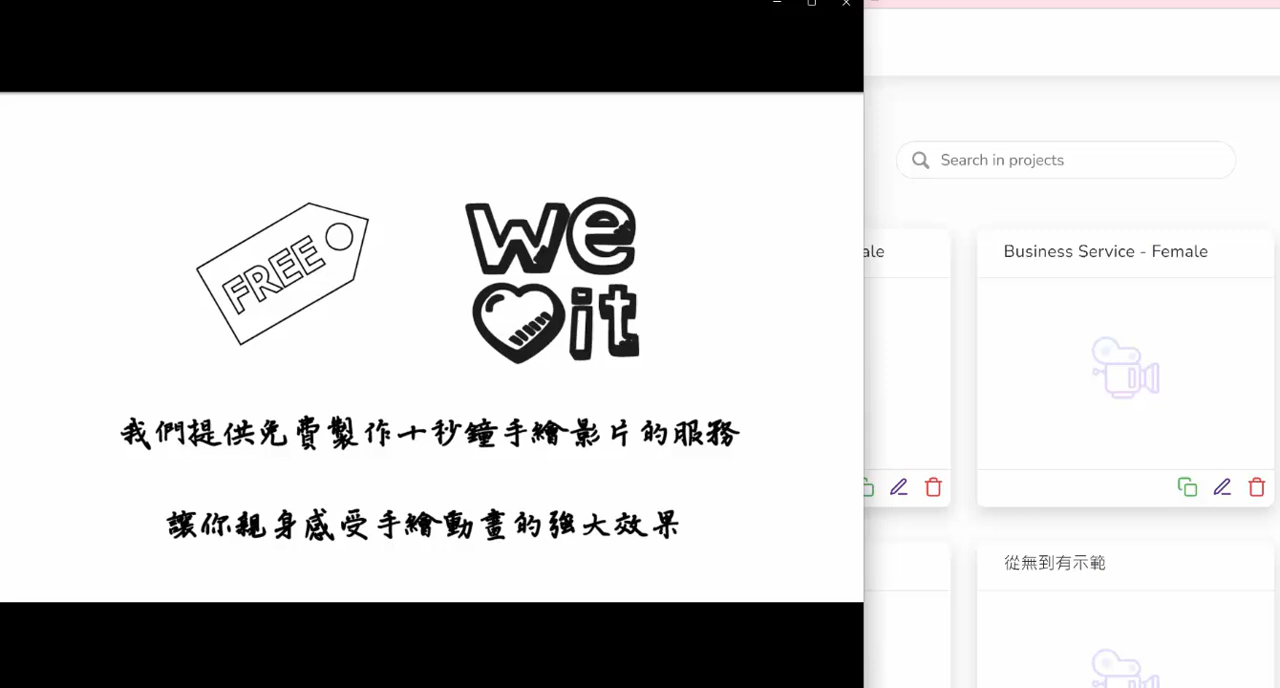 FREE
we
it
我們提供免費製作十秒鐘手繪影片的服務
讓你親身感受手繪動畫的強大效果
Search in projects
ale
Business Service - Female
從無到有示範